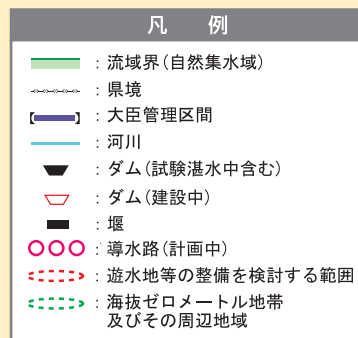 凡 例
：流域界（自然集水域）
：県境
：大臣管理区間
：河川
：ダム（試験湛水中含む）
：ダム（建設中）
：堰
：導水路（計画中）
：遊水地等の整備を検討する範囲
：海抜ゼロメートル地帯
及びその周辺地域